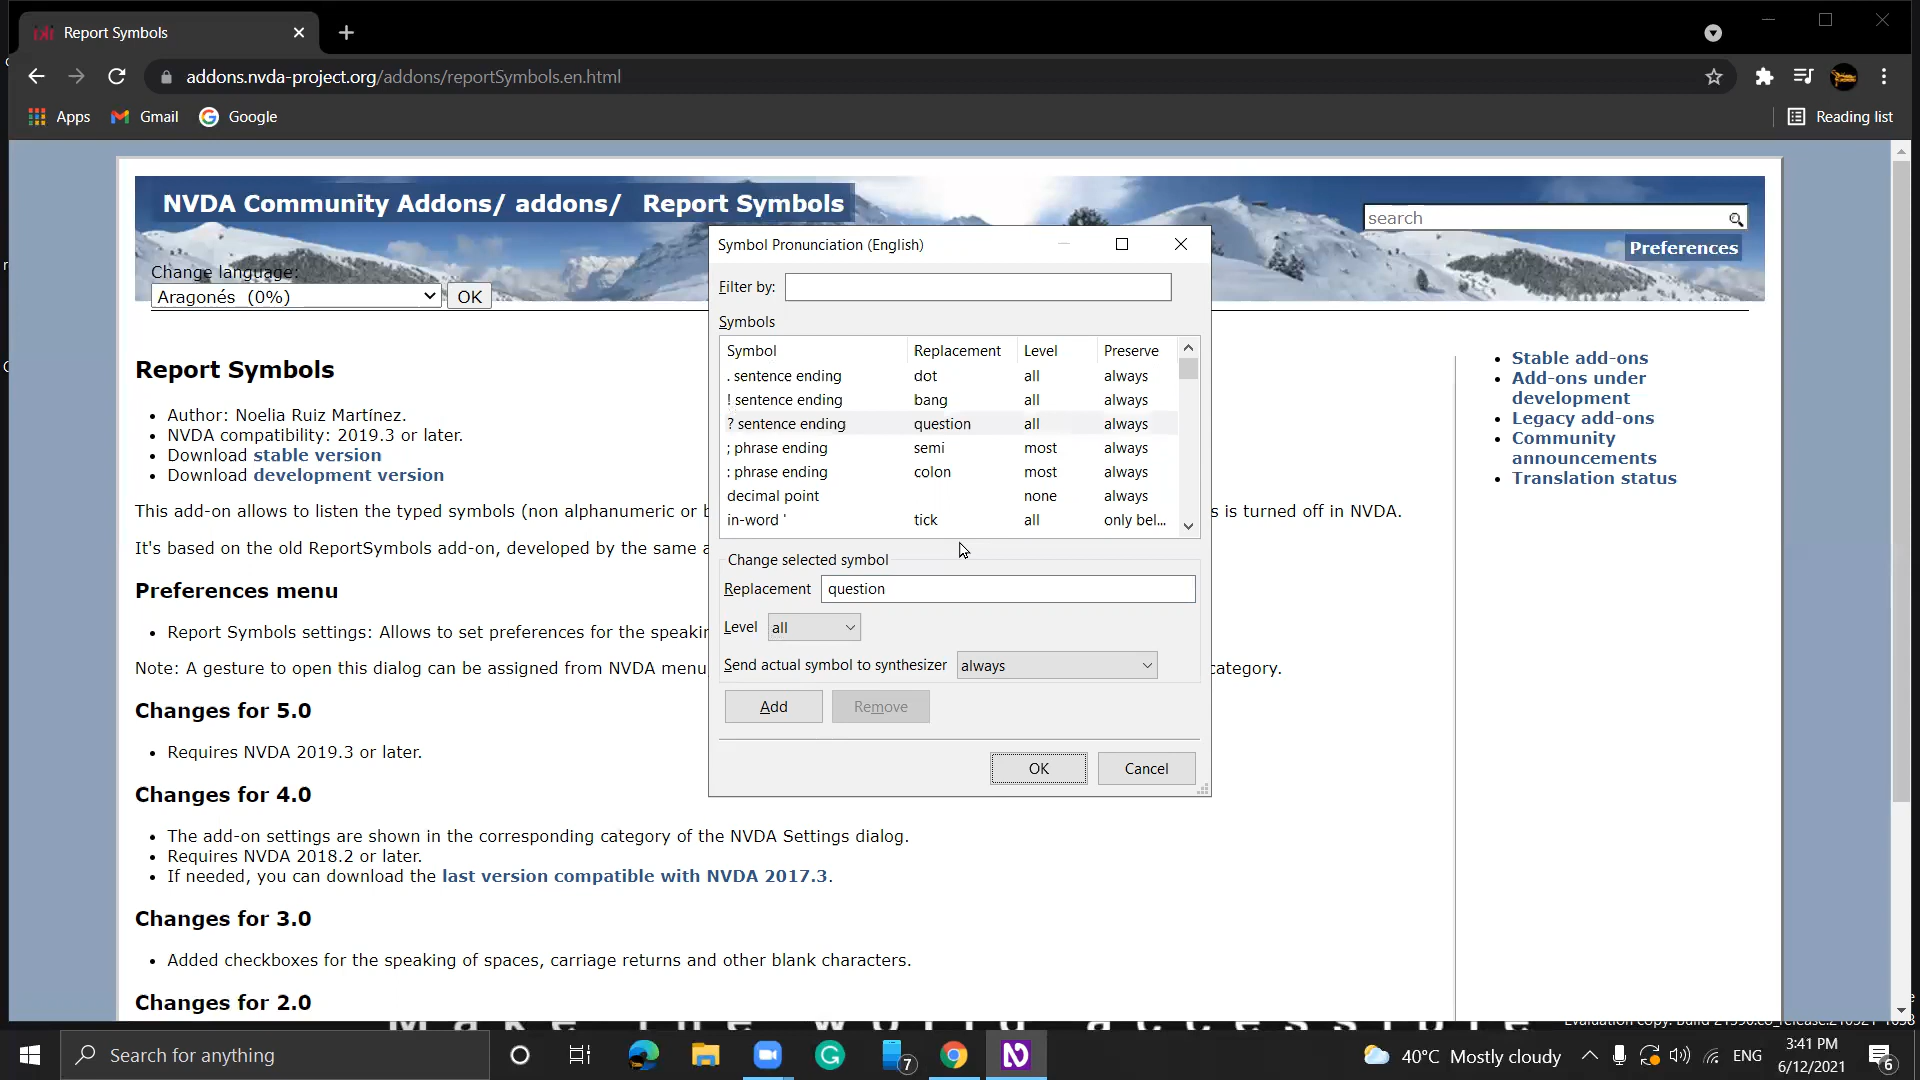 Report Symbols
addons.nvda-project.org/addons/reportSymbols.en.html
Apps
Gmail
Google
Reading list
NVDA Community Addons/ addons/ Report Symbols
search
Preferences
Change language:
Aragonés (0%)
OK
Report Symbols
Author: Noelia Ruiz Martínez.
NVDA compatibility: 2019.3 or later.
Download stable version
Download development version
This add-on allows to listen the typed symbols (non alphanumeric or b
s is turned off in NVDA.
It's based on the old ReportSymbols add-on, developed by the same a
Preferences menu
Report Symbols settings: Allows to set preferences for the speakin
Note: A gesture to open this dialog can be assigned from NVDA menu
category.
Changes for 5.0
Requires NVDA 2019.3 or later.
Changes for 4.0
The add-on settings are shown in the corresponding category of the NVDA Settings dialog.
Requires NVDA 2018.2 or later.
If needed, you can download the last version compatible with NVDA 2017.3.
Changes for 3.0
Added checkboxes for the speaking of spaces, carriage returns and other blank characters.
Changes for 2.0
Stable add-ons
Add-ons under
development
Legacy add-ons
Community
announcements
Translation status
Symbol Pronunciation (English)
Filter by:
Symbols
Symbol Replacement Level Preserve
. sentence ending dot all always
! sentence ending bang all always
? sentence ending question all always
; phrase ending semi most always
: phrase ending colon most always
decimal point none always
in-word ' tick all only bel...
Change selected symbol
Replacement question
Level all
Send actual symbol to synthesizer always
Add Remove
OK Cancel
Search for anything
7
40°C Mostly cloudy
ENG
3:41 PM
6/12/2021
6